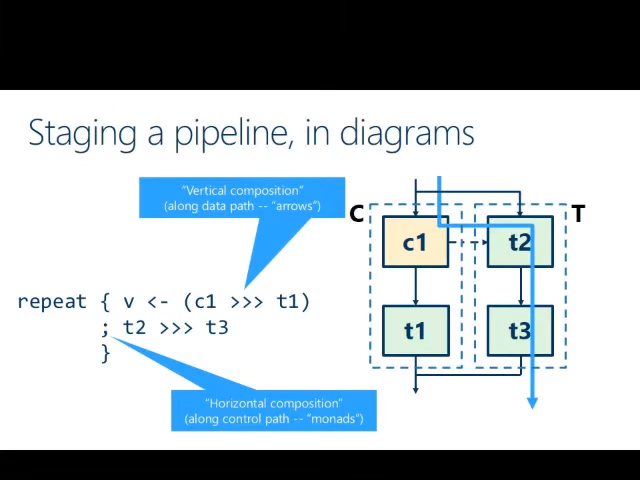 Staging a pipeline, in diagrams
"Vertical composition"
(along data path -- "arrows")
C
T
c1
t2
repeat { v <- (c1 >>> t1)
; t2 >>> t3
}
t1
t3
"Horizontal composition"
(along control path -- "monads")